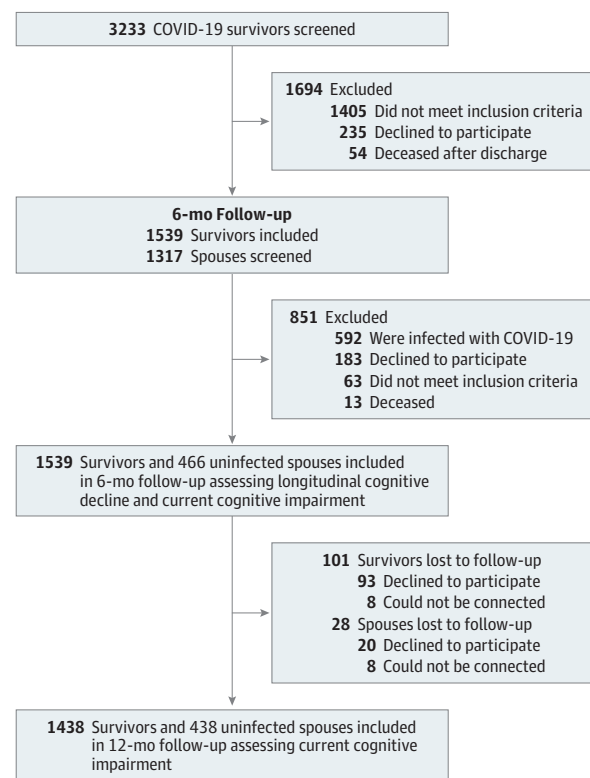 3233 COVID-19 survivors screened
1694 Excluded
1405 Did not meet inclusion criteria
235 Declined to participate
54 Deceased after discharge
6-mo Follow-up
1539 Survivors included
1317 Spouses screened
851 Excluded
592 Were infected with COVID-19
183 Declined to participate
63 Did not meet inclusion criteria
13 Deceased
1539 Survivors and 466 uninfected spouses included
in 6-mo follow-up assessing longitudinal cognitive
decline and current cognitive impairment
101 Survivors lost to follow-up
93 Declined to participate
8 Could not be connected
28 Spouses lost to follow-up
20 Declined to participate
8 Could not be connected
1438 Survivors and 438 uninfected spouses included
in 12-mo follow-up assessing current cognitive
impairment